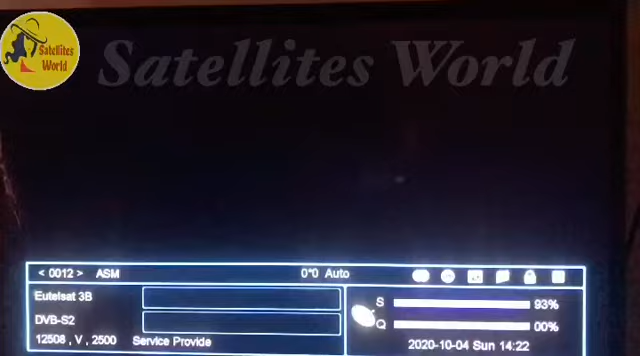 Satellites
World
Satellites World
< 0012 > ASM 0*0 Auto
Eutelsat 3B
DVB-S2
12508 , V , 2500 Service Provide
S 93%
Q 00%
2020-10-04 Sun 14:22